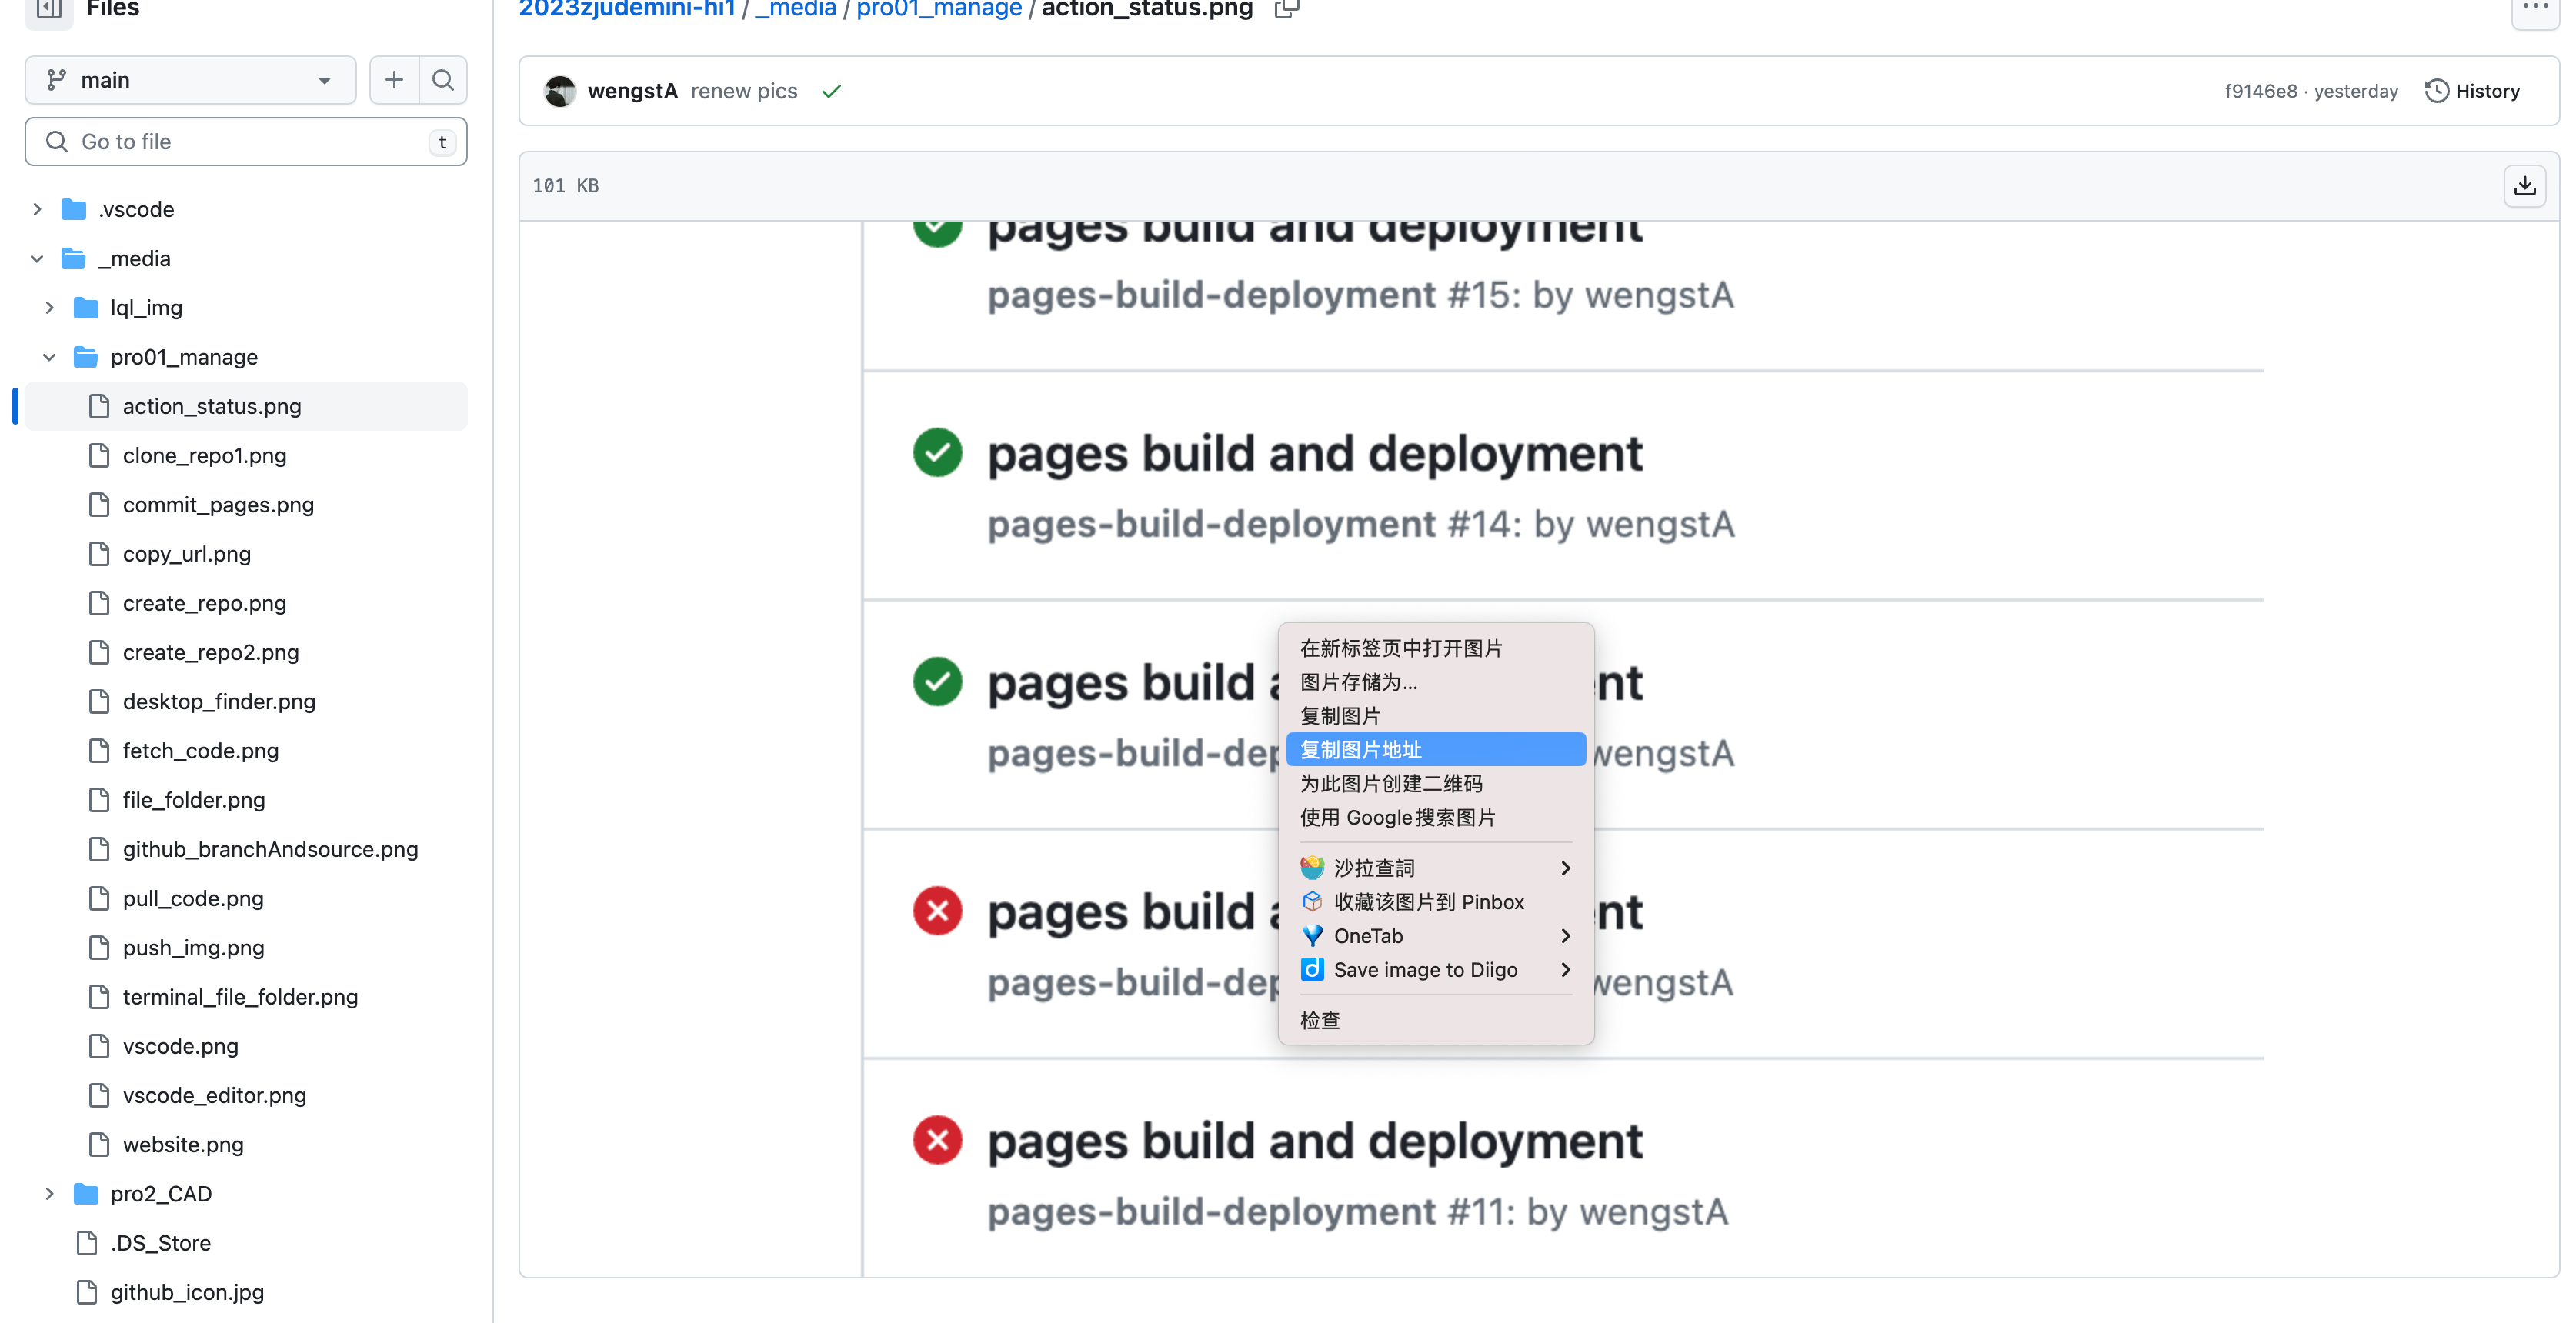 Files
main
Go to file
t
.vscode
_media
lql_img
pro01_manage
action_status.png
clone_repo1.png
commit_pages.png
copy_url.png
create_repo.png
create_repo2.png
desktop_finder.png
fetch_code.png
file_folder.png
github_branchAndsource.png
pull_code.png
push_img.png
terminal_file_folder.png
vscode.png
vscode_editor.png
website.png
pro2_CAD
.DS_Store
github_icon.jpg
2023zjudemini-hi1 / _media / pro01_manage / action_status.png
wengstA renew pics
f9146e8 · yesterday
History
101 KB
pages build and deployment
pages-build-deployment #15: by wengstA
pages build and deployment
pages-build-deployment #14: by wengstA
pages build
nt
pages-build-dep
wengstA
pages build
nt
pages-build-dep
wengstA
pages build and deployment
pages-build-deployment #11: by wengstA
在新标签页中打开图片
图片存储为...
复制图片
复制图片地址
为此图片创建二维码
使用 Google搜索图片
沙拉查詞
收藏该图片到 Pinbox
OneTab
Save image to Diigo
检查